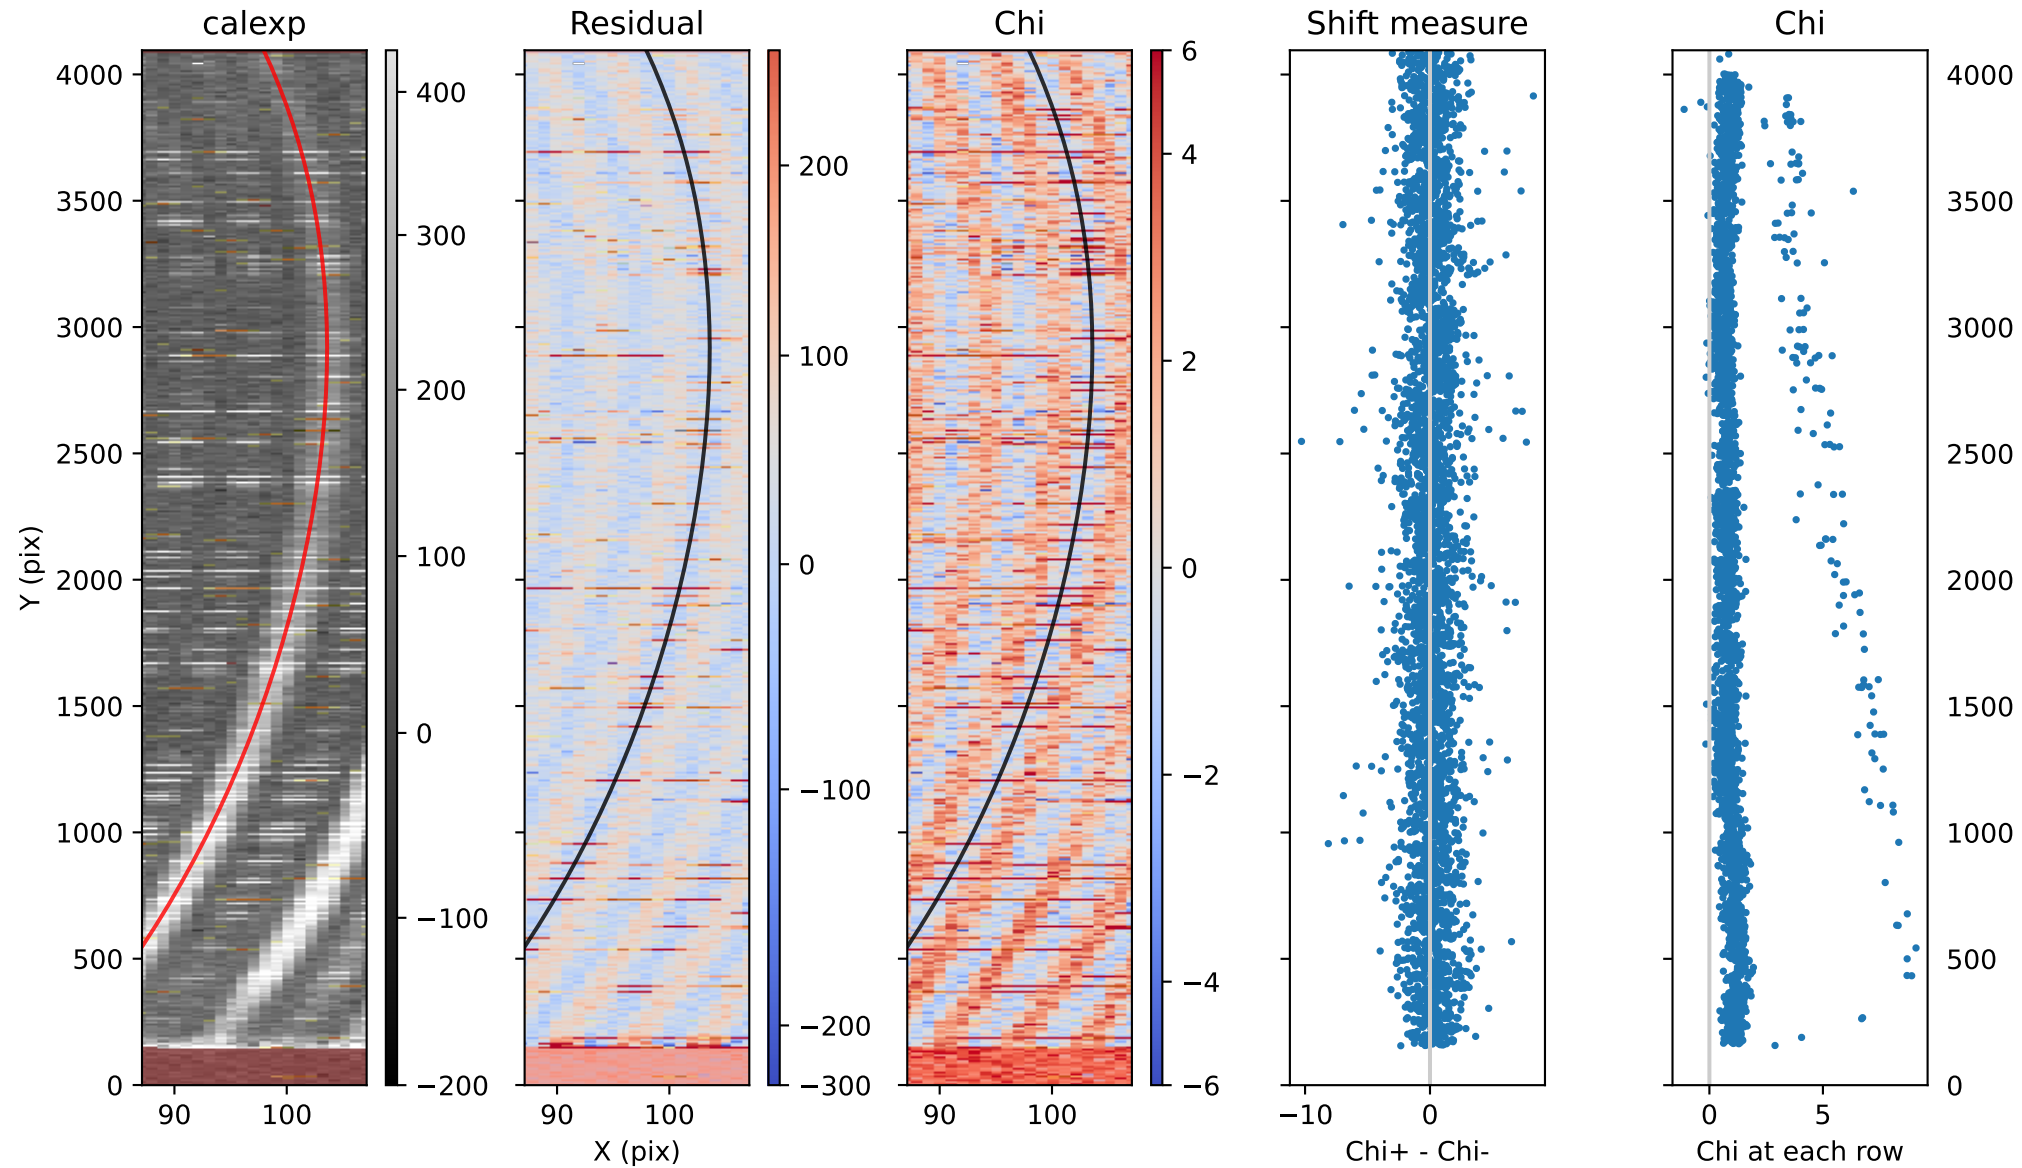 calexp Residual Chi Shift measure Chi
4000 400 200 6 4000
3500 300 4 3500
3000 200 100 2 3000
2500 100 0 0 2500
2000 0 -100 −2 2000
1500 −100 −200 −4 1500
1000 −200 −300 −6 1000
500 500
0 0
Y (pix)
90 100 90 100 90 100 −10 0 0 5
X (pix) Chi+ - Chi- Chi at each row